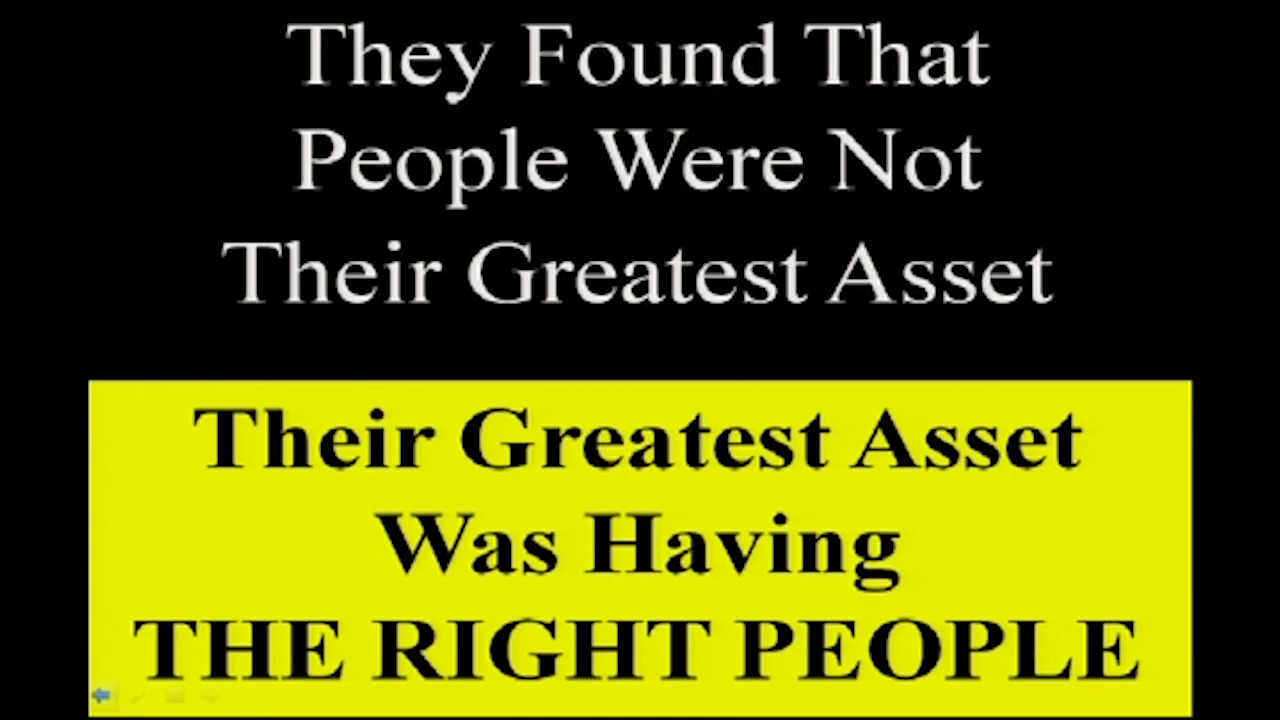 They Found That
People Were Not
Their Greatest Asset
Their Greatest Asset
Was Having
THE RIGHT PEOPLE